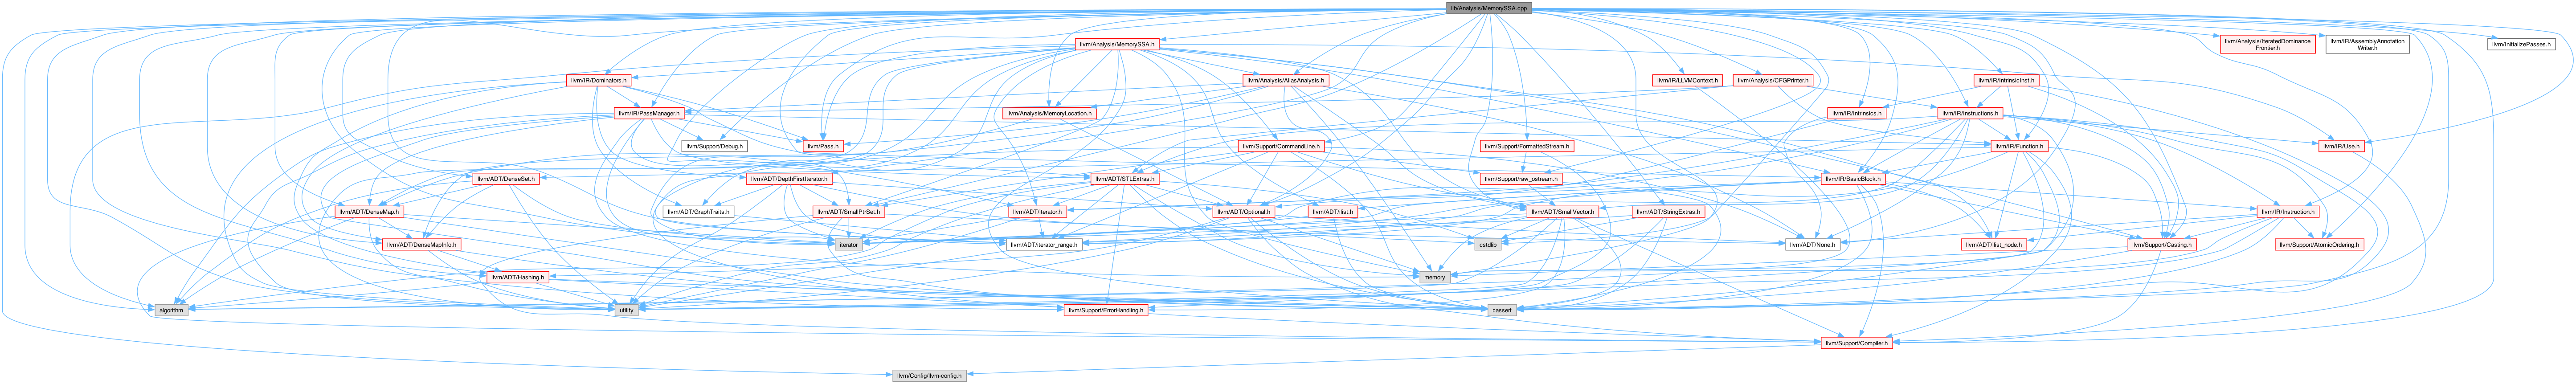 lib/Analysis/MemorySSA.cpp
llvm/Analysis/MemorySSA.h
llvm/Analysis/IteratedDominance
Frontier.h
llvm/IR/AssemblyAnnotation
Writer.h
llvm/InitializePasses.h
llvm/IR/Dominators.h
llvm/Analysis/AliasAnalysis.h
llvm/IR/LLVMContext.h
llvm/Analysis/CFGPrinter.h
llvm/IR/IntrinsicInst.h
llvm/IR/PassManager.h
llvm/Analysis/MemoryLocation.h
llvm/IR/Intrinsics.h
llvm/IR/Instructions.h
llvm/Support/Debug.h
llvm/Pass.h
llvm/Support/CommandLine.h
llvm/Support/FormattedStream.h
llvm/IR/Function.h
llvm/IR/Use.h
llvm/ADT/DenseSet.h
llvm/ADT/DepthFirstIterator.h
llvm/ADT/STLExtras.h
llvm/Support/raw_ostream.h
llvm/IR/BasicBlock.h
llvm/ADT/DenseMap.h
llvm/ADT/GraphTraits.h
llvm/ADT/SmallPtrSet.h
llvm/ADT/iterator.h
llvm/ADT/Optional.h
llvm/ADT/ilist.h
llvm/ADT/SmallVector.h
llvm/ADT/StringExtras.h
llvm/IR/Instruction.h
llvm/ADT/DenseMapInfo.h
iterator
llvm/ADT/iterator_range.h
cstdlib
llvm/ADT/None.h
llvm/ADT/ilist_node.h
llvm/Support/Casting.h
llvm/Support/AtomicOrdering.h
llvm/ADT/Hashing.h
memory
algorithm
utility
llvm/Support/ErrorHandling.h
cassert
llvm/Support/Compiler.h
llvm/Config/llvm-config.h